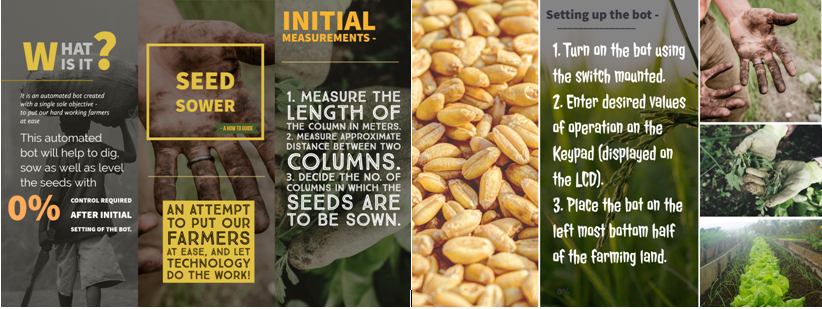 WHAT
IS IT ?
It is an automated bot created
with a single sole objective -
to put our hard working farmers
at ease
This automated
bot will help to dig,
sow as well as level
the seeds with
0% CONTROL REQUIRED
AFTER INITIAL
SETTING OF THE BOT.
SEED
SOWER
- A HOW TO GUIDE
AN ATTEMPT
TO PUT OUR
FARMERS
AT EASE, AND LET
TECHNOLOGY
DO THE WORK!
INITIAL
MEASUREMENTS -
1. MEASURE THE
LENGTH OF
THE COLUMN IN METERS.
2. MEASURE APPROXIMATE
DISTANCE BETWEEN TWO
COLUMNS.
3. DECIDE THE NO. OF
COLUMNS IN WHICH THE
SEEDS ARE
TO BE SOWN.
Setting up the bot -
1. Turn on the bot using
the switch mounted.
2. Enter desired values
of operation on the
Keypad (displayed on
the LCD).
3. Place the bot on the
left most bottom half
of the farming land.